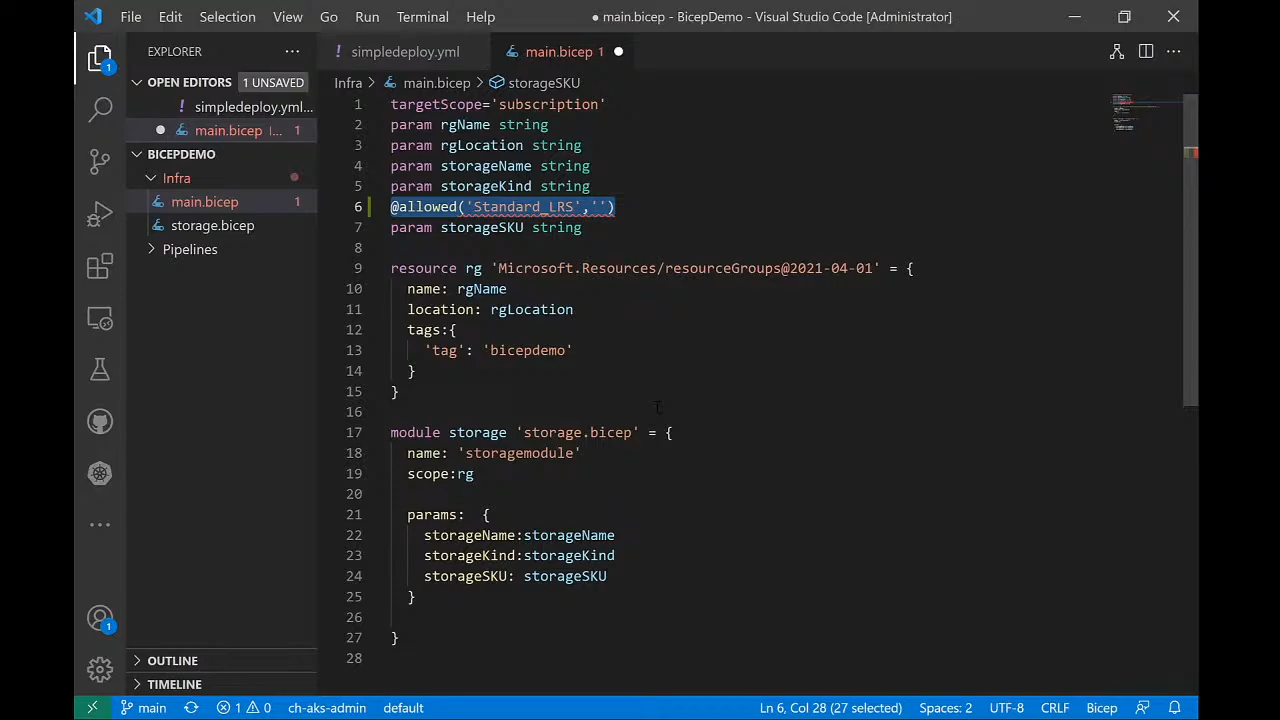 File Edit Selection View Go Run Terminal Help ● main.bicep - BicepDemo - Visual Studio Code [Administrator]
EXPLORER ···
OPEN EDITORS 1 UNSAVED
! simpledeploy.yml...
● main.bicep |... 1
BICEPDEMO
Infra
main.bicep 1
storage.bicep
Pipelines
OUTLINE
TIMELINE
1
1
! simpledeploy.yml main.bicep 1 ●
Infra > main.bicep > storageSKU
1 targetScope='subscription'
2 param rgName string
3 param rgLocation string
4 param storageName string
5 param storageKind string
6 @allowed('Standard_LRS','')
7 param storageSKU string
8
9 resource rg 'Microsoft.Resources/resourceGroups@2021-04-01' = {
10 name: rgName
11 location: rgLocation
12 tags:{
13 'tag': 'bicepdemo'
14 }
15 }
16
17 module storage 'storage.bicep' = {
18 name: 'storagemodule'
19 scope:rg
20
21 params:  {
22 storageName:storageName
23 storageKind:storageKind
24 storageSKU: storageSKU
25 }
26
27 }
28
main 1 0 ch-aks-admin default Ln 6, Col 28 (27 selected) Spaces: 2 UTF-8 CRLF Bicep